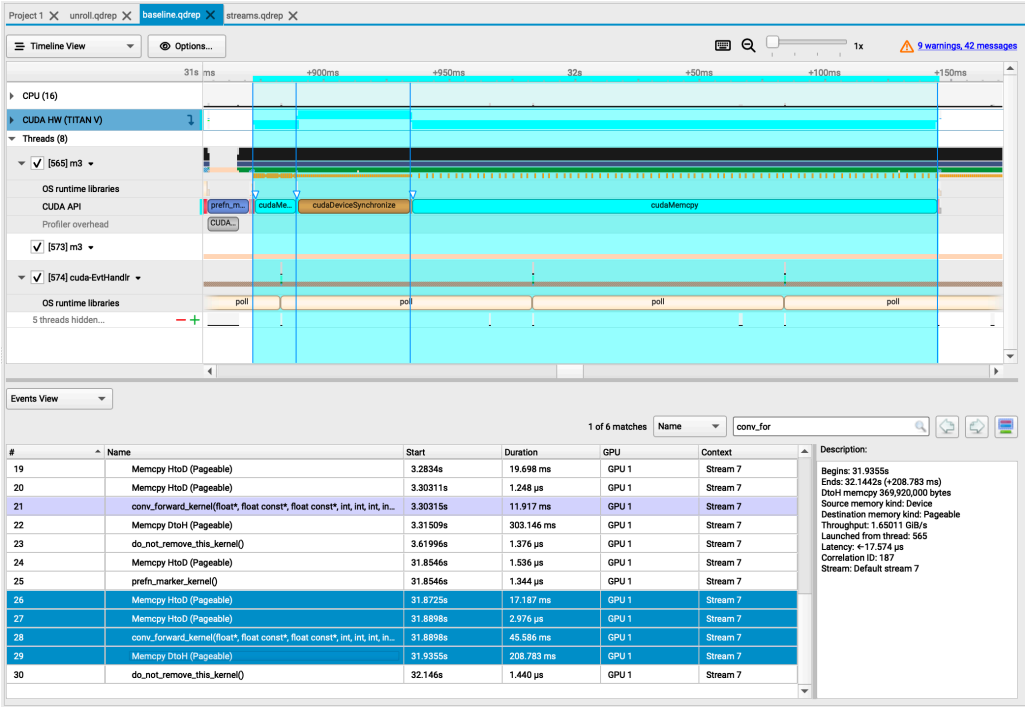 Project 1 unroll.qdrep baseline.qdrep streams.qdrep
Timeline View Options... 1x 9 warnings, 42 messages
31s ms +900ms +950ms 32s +50ms +100ms +150ms
CPU (16)
CUDA HW (TITAN V)
Threads (8)
[565] m3
OS runtime libraries
CUDA API prefn_m... cudaMe... cudaDeviceSynchronize cudaMemcpy
Profiler overhead CUDA...
[573] m3
[574] cuda-EvtHandlr
OS runtime libraries poll poll poll poll
5 threads hidden...
Events View
1 of 6 matches Name conv_for
# Name Start Duration GPU Context
19 Memcpy HtoD (Pageable) 3.2834s 19.698 ms GPU 1 Stream 7
20 Memcpy HtoD (Pageable) 3.30311s 1.248 μs GPU 1 Stream 7
21 conv_forward_kernel(float*, float const*, float const*, int, int, int, in... 3.30315s 11.917 ms GPU 1 Stream 7
22 Memcpy DtoH (Pageable) 3.31509s 303.146 ms GPU 1 Stream 7
23 do_not_remove_this_kernel() 3.61996s 1.376 μs GPU 1 Stream 7
24 Memcpy HtoD (Pageable) 31.8546s 1.536 μs GPU 1 Stream 7
25 prefn_marker_kernel() 31.8546s 1.344 μs GPU 1 Stream 7
26 Memcpy HtoD (Pageable) 31.8725s 17.187 ms GPU 1 Stream 7
27 Memcpy HtoD (Pageable) 31.8898s 2.976 μs GPU 1 Stream 7
28 conv_forward_kernel(float*, float const*, float const*, int, int, int, in... 31.8898s 45.586 ms GPU 1 Stream 7
29 Memcpy DtoH (Pageable) 31.9355s 208.783 ms GPU 1 Stream 7
30 do_not_remove_this_kernel() 32.146s 1.440 μs GPU 1 Stream 7
Description:
Begins: 31.9355s
Ends: 32.1442s (+208.783 ms)
DtoH memcpy 369,920,000 bytes
Source memory kind: Device
Destination memory kind: Pageable
Throughput: 1.65011 GiB/s
Launched from thread: 565
Latency: ←17.574 μs
Correlation ID: 187
Stream: Default stream 7